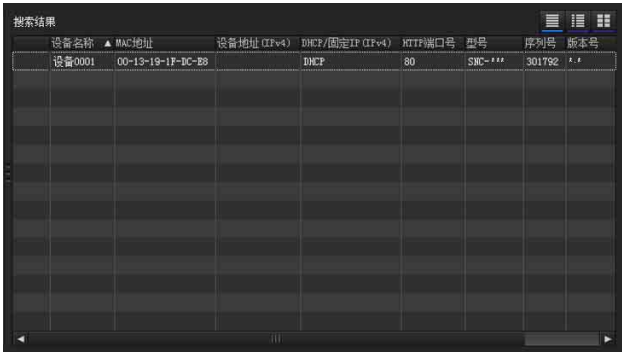 搜索结果
设备名称 ▲ MAC地址 设备地址(IPv4) DHCP/固定IP(IPv4) HTTP端口号 型号 序列号 版本号
设备0001 00-13-19-1F-DC-E8 DHCP 80 SNC-*** 301792 *.*